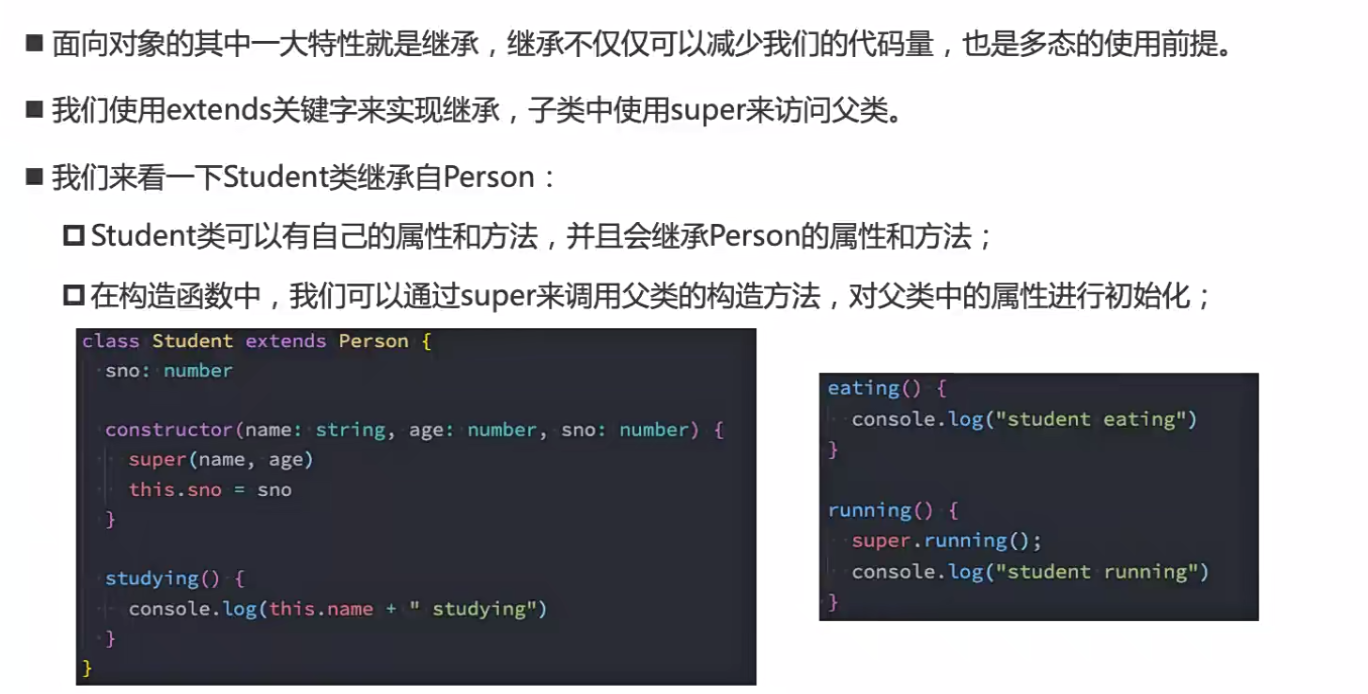 面向对象的其中一大特性就是继承，继承不仅仅可以减少我们的代码量，也是多态的使用前提。
我们使用extends关键字来实现继承，子类中使用super来访问父类。
我们来看一下Student类继承自Person：
Student类可以有自己的属性和方法，并且会继承Person的属性和方法；
在构造函数中，我们可以通过super来调用父类的构造方法，对父类中的属性进行初始化；
class Student extends Person {
  sno: number

  constructor(name: string, age: number, sno: number) {
    super(name, age)
    this.sno = sno
  }

  studying() {
    console.log(this.name + " studying")
  }
}
eating() {
  console.log("student eating")
}

running() {
  super.running();
  console.log("student running")
}